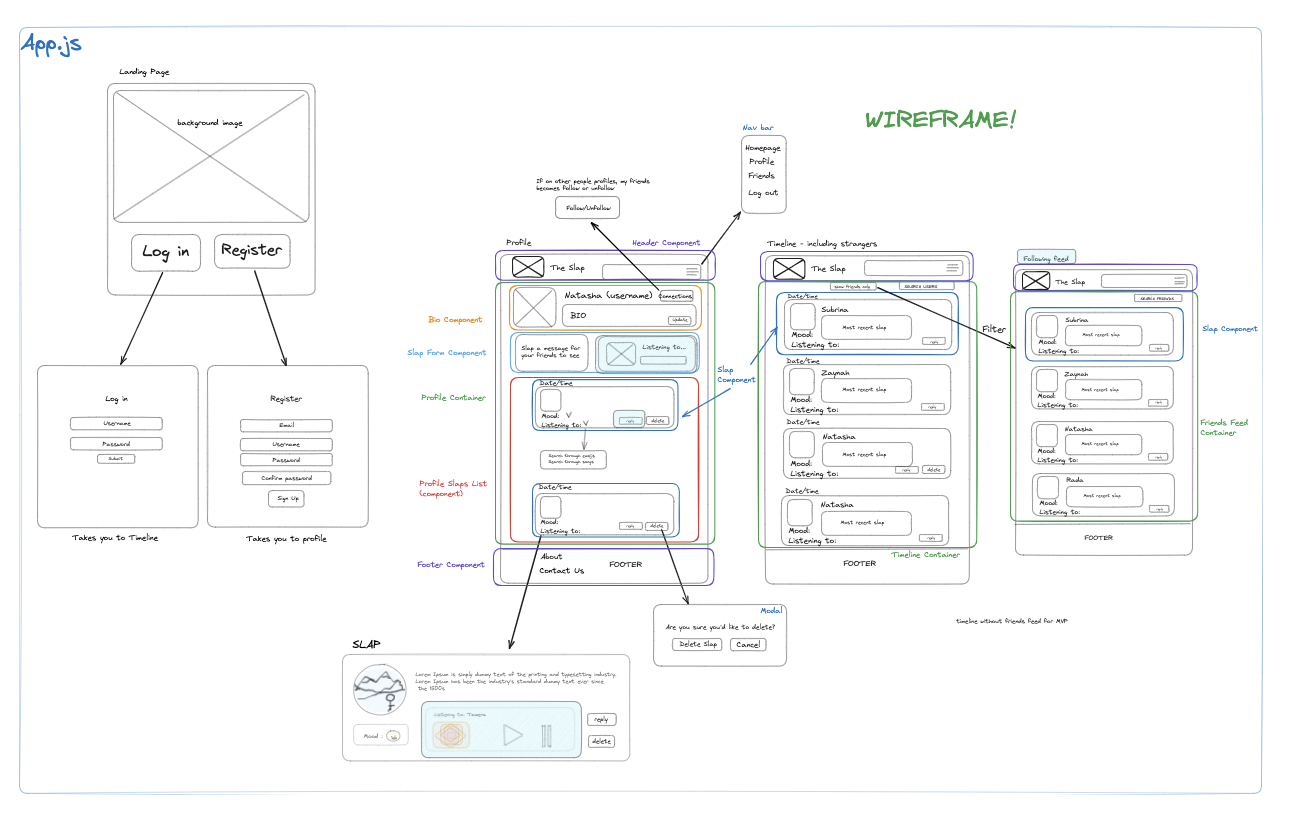 App.js
Landing Page
background image
Log in
Register
Log in
Username
Password
Submit
Takes you to Timeline
Register
Email
Username
Password
Confirm password
Sign Up
Takes you to profile
WIREFRAME!
Nav bar
Homepage
Profile
Friends
Log out
If on other people profiles, my friends
becomes follow or unfollow
Follow/Unfollow
Profile
Header Component
The Slap
Natasha (username)
Connections
BIO
Update
Bio Component
Slap Form Component
Slap a message for
your friends to see
Listening to...
Profile Container
Date/time
Mood:
Listening to:
reply
delete
Search through emojis
Search through songs
Profile Slaps List
(component)
Date/time
Mood:
Listening to:
reply
delete
Footer Component
About
Contact Us
FOOTER
Slap
Component
Timeline - including strangers
The Slap
Show friends only
SEARCH USERS
Date/time
Sabrina
Most recent slap
Mood:
Listening to:
reply
Date/time
Zaynah
Most recent slap
Mood:
Listening to:
reply
Date/time
Natasha
Most recent slap
Mood:
Listening to:
reply
delete
Date/time
Natasha
Most recent slap
Mood:
Listening to:
reply
Timeline Container
FOOTER
Filter
Following feed
The Slap
SEARCH FRIENDS
Sabrina
Most recent slap
Mood:
Listening to:
reply
Slap Component
Zaynah
Most recent slap
Mood:
Listening to:
reply
Friends Feed
Container
Natasha
Most recent slap
Mood:
Listening to:
reply
Rada
Most recent slap
Mood:
Listening to:
reply
FOOTER
timeline without friends feed for MVP
Modal
Are you sure you'd like to delete?
Delete Slap
Cancel
SLAP
Lorem Ipsum is simply dummy text of the printing and typesetting industry.
Lorem Ipsum has been the industry's standard dummy text ever since
the 1500s
Listening to: Timeless
Mood :
reply
delete